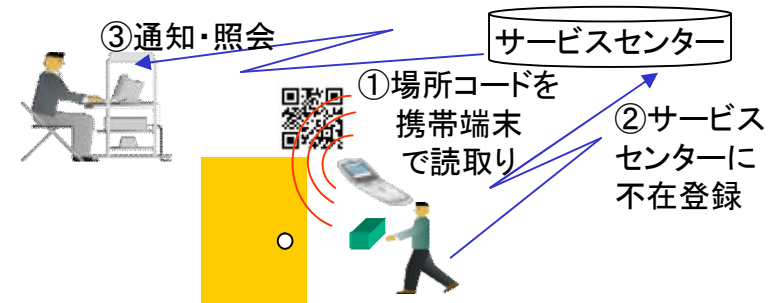 ③通知・照会
サービスセンター
①場所コードを
携帯端末
で読取り
②サービス
センターに
不在登録